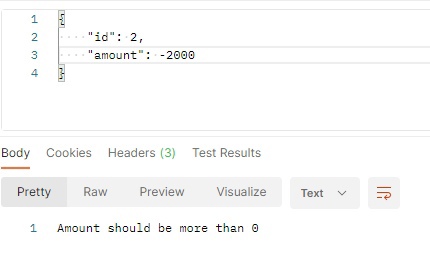 1 {
2 "id": 2,
3 "amount": -2000
4 }
Body Cookies Headers (3) Test Results
Pretty Raw Preview Visualize Text
1 Amount should be more than 0